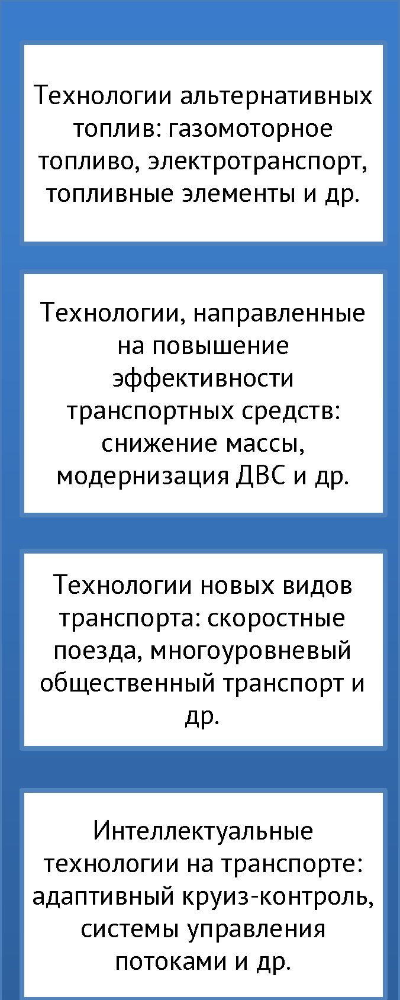 Технологии альтернативных
топлив: газомоторное
топливо, электротранспорт,
топливные элементы и др.
Технологии, направленные
на повышение
эффективности
транспортных средств:
снижение массы,
модернизация ДВС и др.
Технологии новых видов
транспорта: скоростные
поезда, многоуровневый
общественный транспорт и
др.
Интеллектуальные
технологии на транспорте:
адаптивный круиз-контроль,
системы управления
потоками и др.